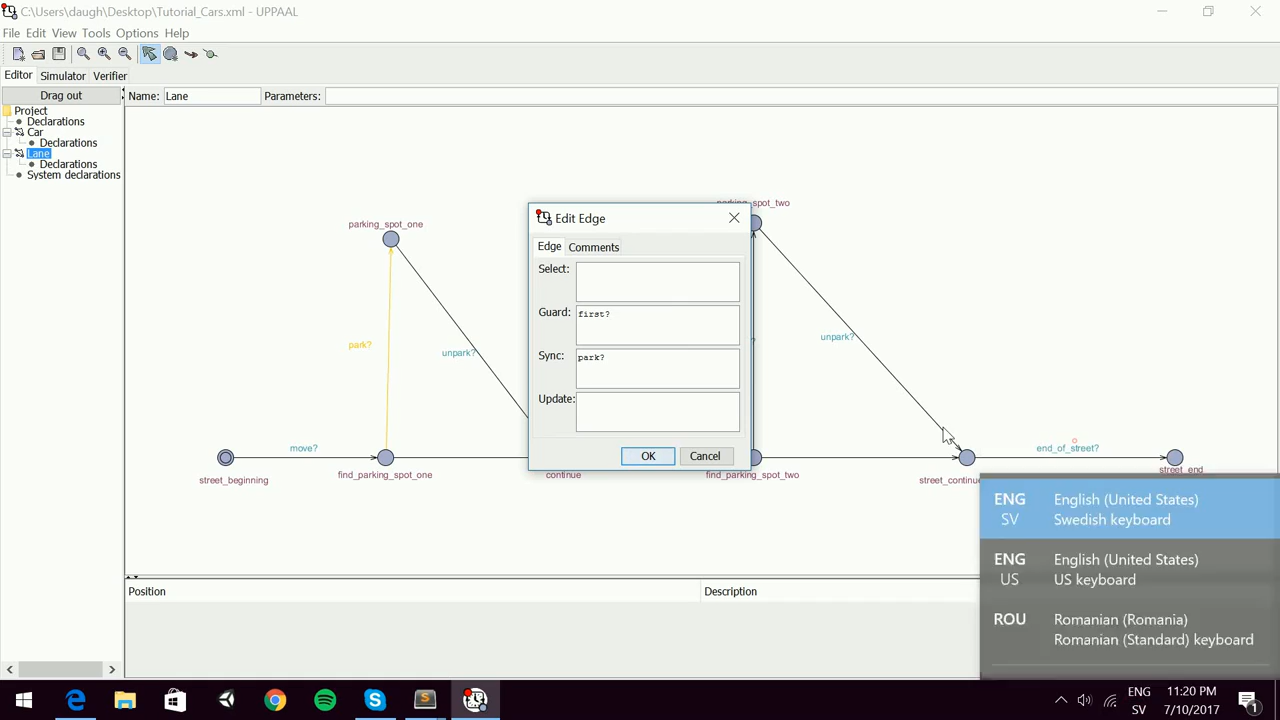 C:\Users\daugh\Desktop\Tutorial_Cars.xml - UPPAAL
File Edit View Tools Options Help
Editor Simulator Verifier
Drag out
Name: Lane Parameters:
Project
Declarations
Car
Declarations
Lane
Declarations
System declarations
parking_spot_one
parking_spot_two
park?
unpark?
unpark?
move?
end_of_street?
street_beginning
find_parking_spot_one
continue
find_parking_spot_two
street_continue
street_end
Edit Edge
Edge Comments
Select:
Guard: first?
Sync: park?
Update:
OK Cancel
Position Description
ENG English (United States)
SV Swedish keyboard
ENG English (United States)
US US keyboard
ROU Romanian (Romania)
Romanian (Standard) keyboard
ENG 11:20 PM
SV 7/10/2017
1